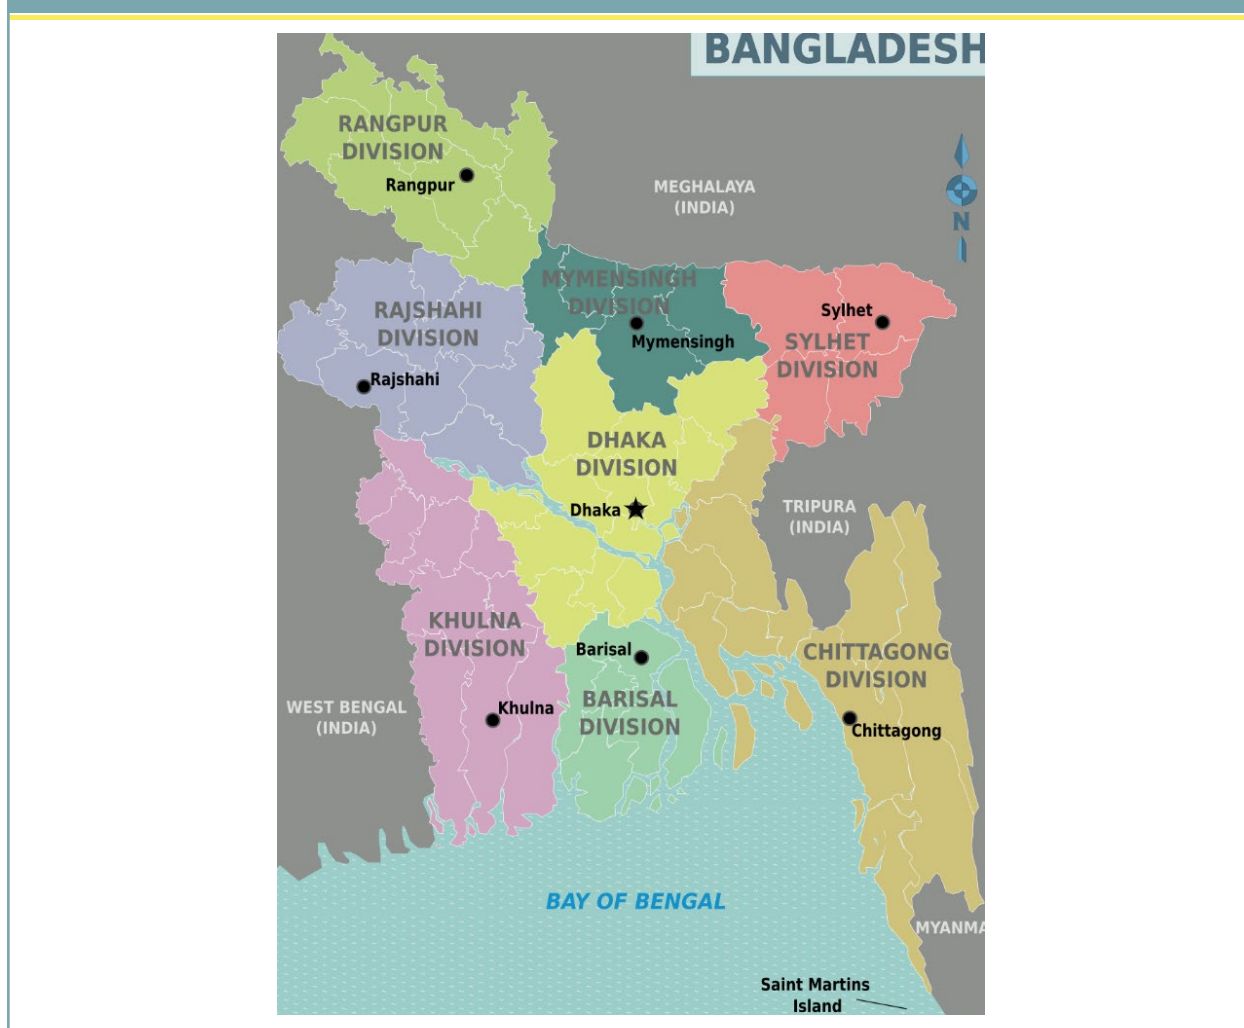 BANGLADESH
RANGPUR
DIVISION
Rangpur
MEGHALAYA
(INDIA)
N
MYMENSINGH
DIVISION
Mymensingh
RAJSHAHI
DIVISION
Rajshahi
Sylhet
SYLHET
DIVISION
DHAKA
DIVISION
Dhaka
TRIPURA
(INDIA)
KHULNA
DIVISION
Khulna
Barisal
BARISAL
DIVISION
CHITTAGONG
DIVISION
Chittagong
WEST BENGAL
(INDIA)
BAY OF BENGAL
MYANMA
Saint Martins
Island